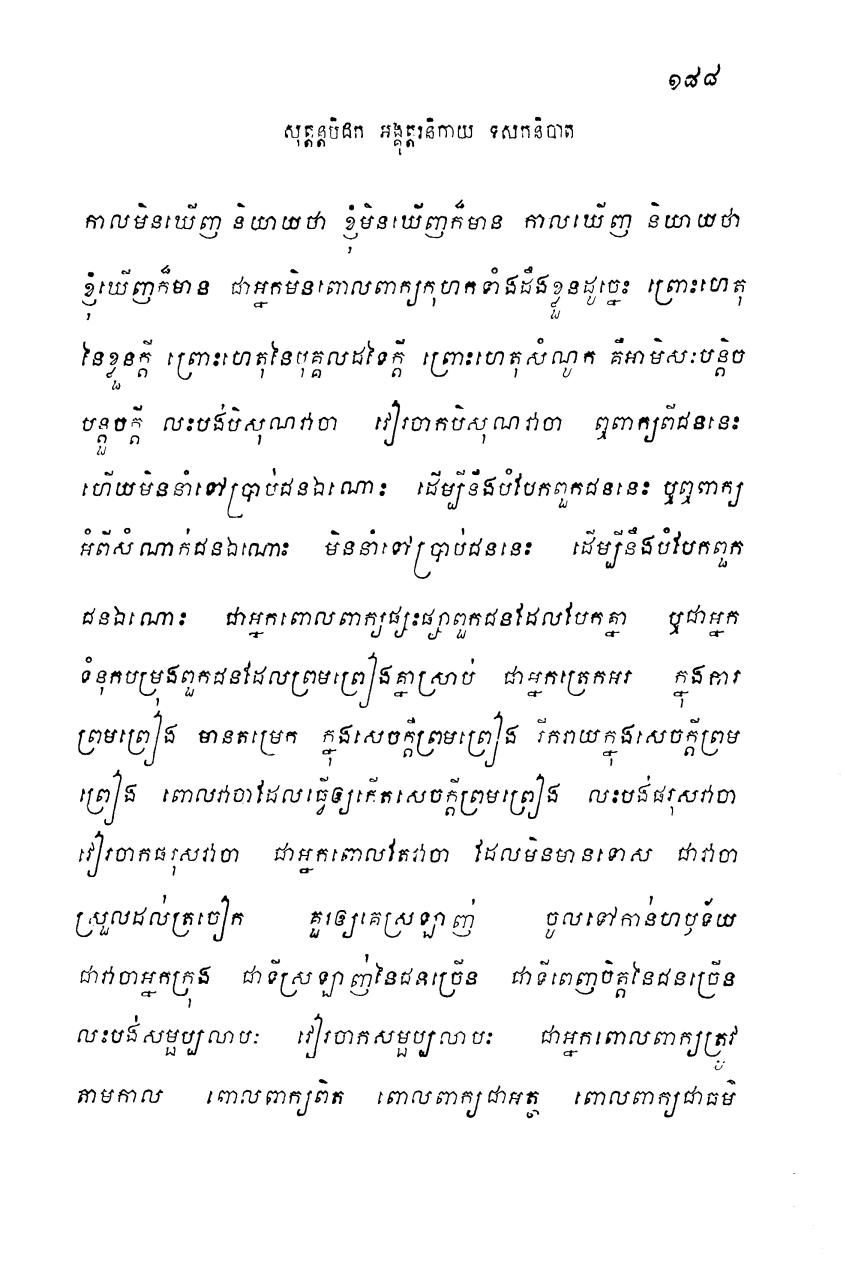 ១៨៨
សុត្តន្តបិដក អង្គុត្តរនិកាយ ទសកនិបាត
កាលមិនឃើញ និយាយថា ខ្ញុំមិនឃើញក៏មាន កាលឃើញ និយាយថា
ខ្ញុំឃើញក៏មាន ជាអ្នកមិនពោលពាក្យកុហកទាំងដឹងខ្លួនដូច្នេះ ព្រោះហេតុ
នៃខ្លួនក្តី ព្រោះហេតុនៃបុគ្គលដទៃក្តី ព្រោះហេតុសំណូក គឺអាមិសៈបន្តិច
បន្តួចក្តី លះបង់បិសុណវាចា វៀរចាកបិសុណវាចា ឮពាក្យពីជននេះ
ហើយមិននាំទៅប្រាប់ជនឯណោះ ដើម្បីនឹងបំបែកពួកជននេះ ឬឮពាក្យ
អំពីសំណាក់ជនឯណោះ មិននាំទៅប្រាប់ជននេះ ដើម្បីនឹងបំបែកពួក
ជនឯណោះ ជាអ្នកពោលពាក្យផ្សះផ្សាពួកជនដែលបែកគ្នា ឬជាអ្នក
ទំនុកបម្រុងពួកជនដែលព្រមព្រៀងគ្នាស្រាប់ ជាអ្នកត្រេកអរ ក្នុងការ
ព្រមព្រៀង មានតម្រេក ក្នុងសេចក្តីព្រមព្រៀង រីករាយក្នុងសេចក្តីព្រម
ព្រៀង ពោលវាចាដែលធ្វើឲ្យកើតសេចក្តីព្រមព្រៀង លះបង់ផរុសវាចា
វៀរចាកផរុសវាចា ជាអ្នកពោលតែវាចា ដែលមិនមានទោស ជាវាចា
ស្រួលដល់ត្រចៀក គួរឲ្យគេស្រឡាញ់ ចូលទៅកាន់ហឫទ័យ
ជាវាចាអ្នកក្រុង ជាទីស្រឡាញ់នៃជនច្រើន ជាទីពេញចិត្តនៃជនច្រើន
លះបង់សម្ផប្បលាបៈ វៀរចាកសម្ផប្បលាបៈ ជាអ្នកពោលពាក្យត្រូវ
តាមកាល ពោលពាក្យពិត ពោលពាក្យជាអត្ថ ពោលពាក្យជាធម៌